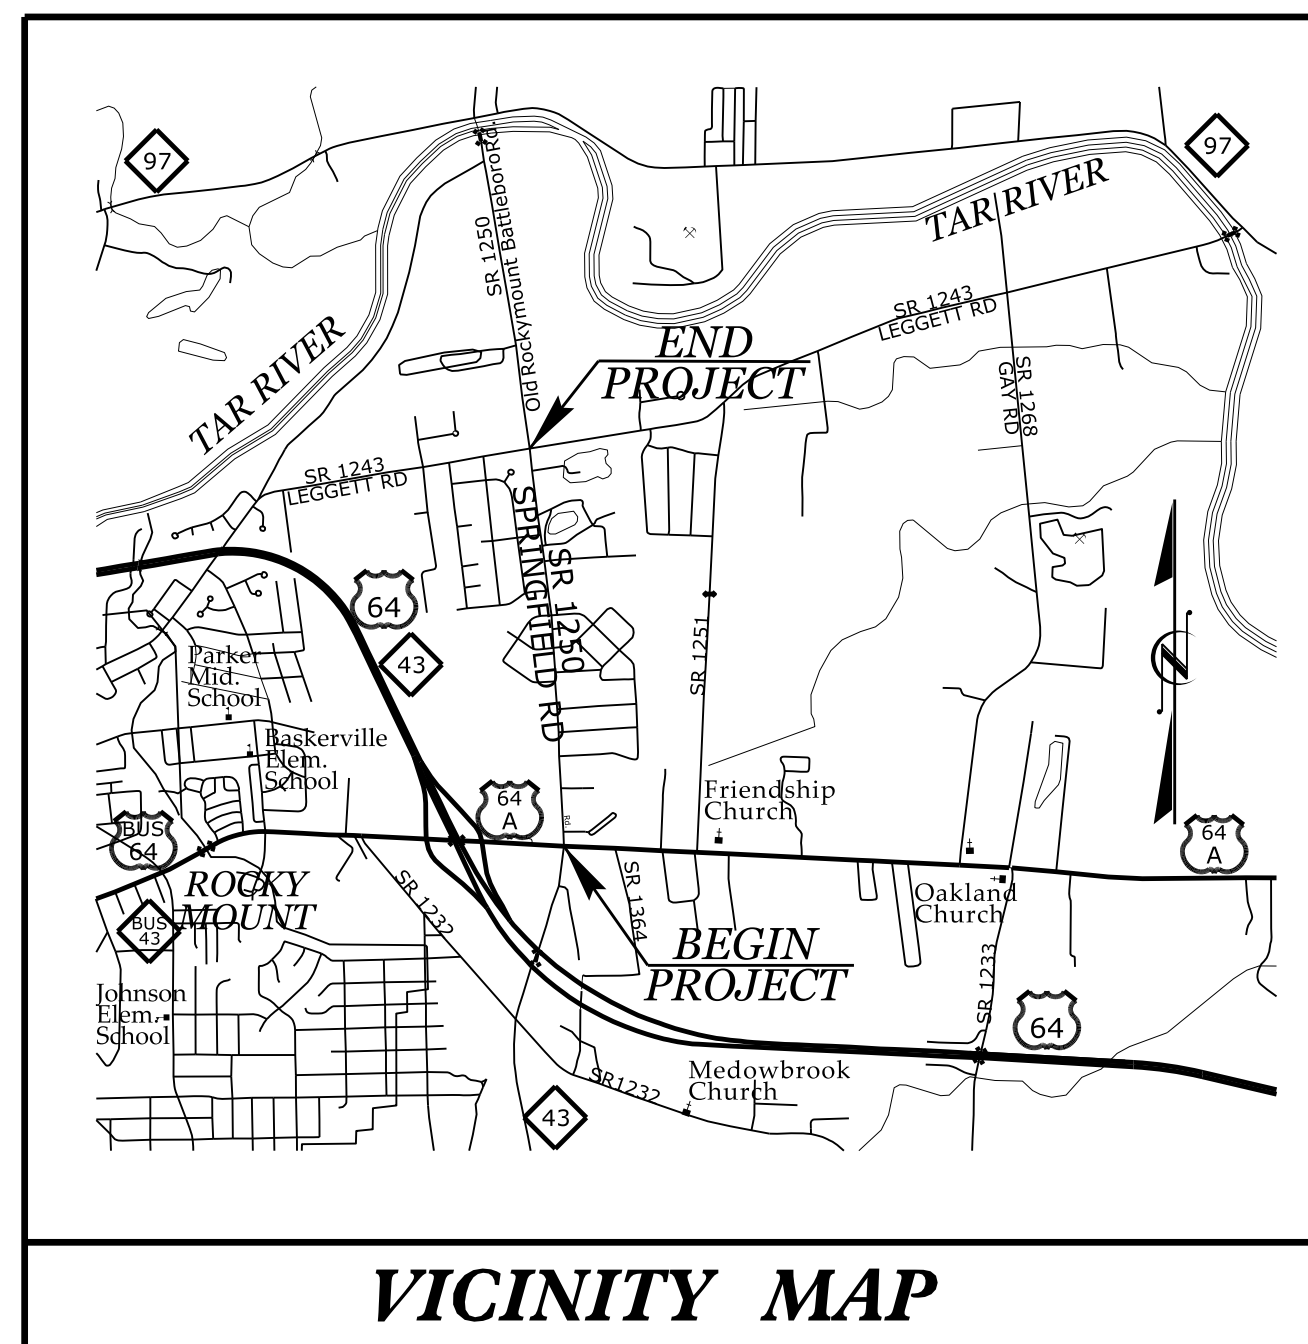 97
97
TAR RIVER
TAR RIVER
SR 1250
Old Rockymount Battleboro Rd.
SR 1243
LEGGETT RD
END
PROJECT
SR 1268
GAY RD
SR 1243
LEGGETT RD
SPRINGFIELD RD
SR 1250
64
43
SR 1251
N
Parker
Mid.
School
Baskerville
Elem.
School
64
A
Rd.
Friendship
Church
BUS
64
64
A
ROCKY
MOUNT
SR 1232
SR 1364
Oakland
Church
BUS
43
BEGIN
PROJECT
SR 1233
Johnson
Elem.
School
64
Medowbrook
Church
SR1232
43
VICINITY MAP